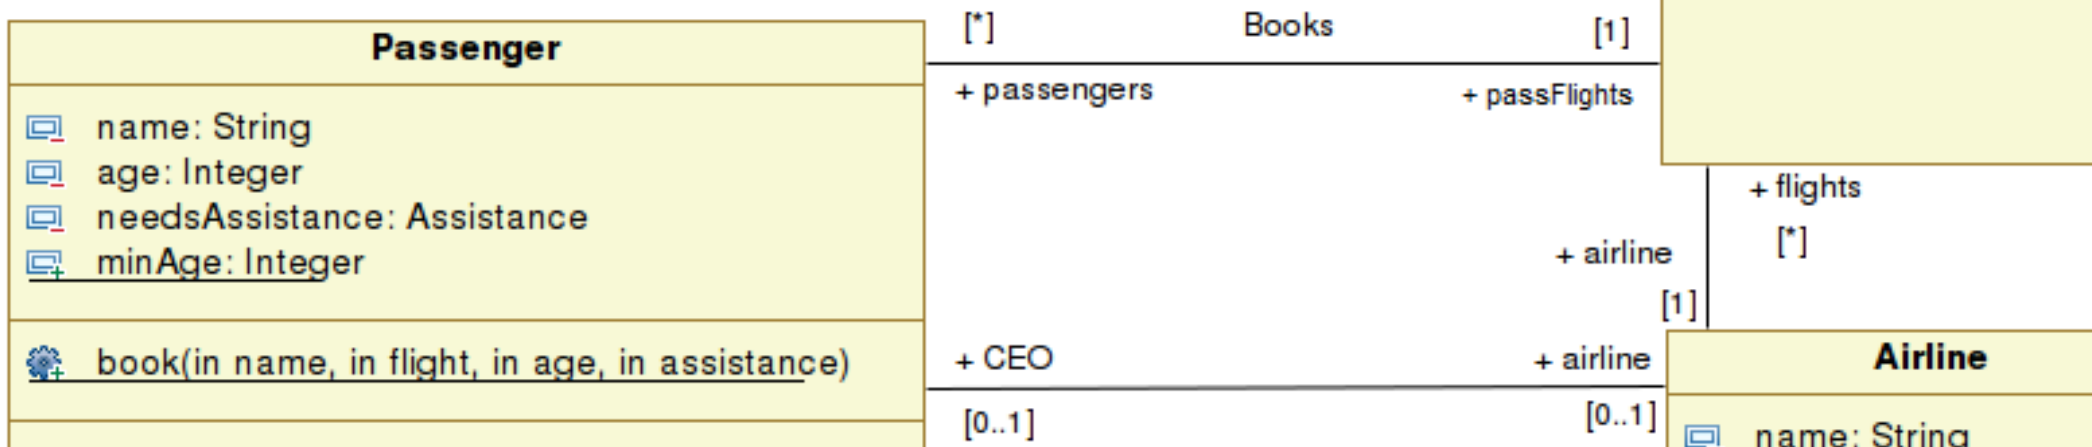 Passenger
name: String
age: Integer
needsAssistance: Assistance
minAge: Integer
book(in name, in flight, in age, in assistance)
[*]
Books
[1]
+ passengers
+ passFlights
+ flights
[*]
+ airline
[1]
+ CEO
+ airline
[0..1]
[0..1]
Airline
name: String